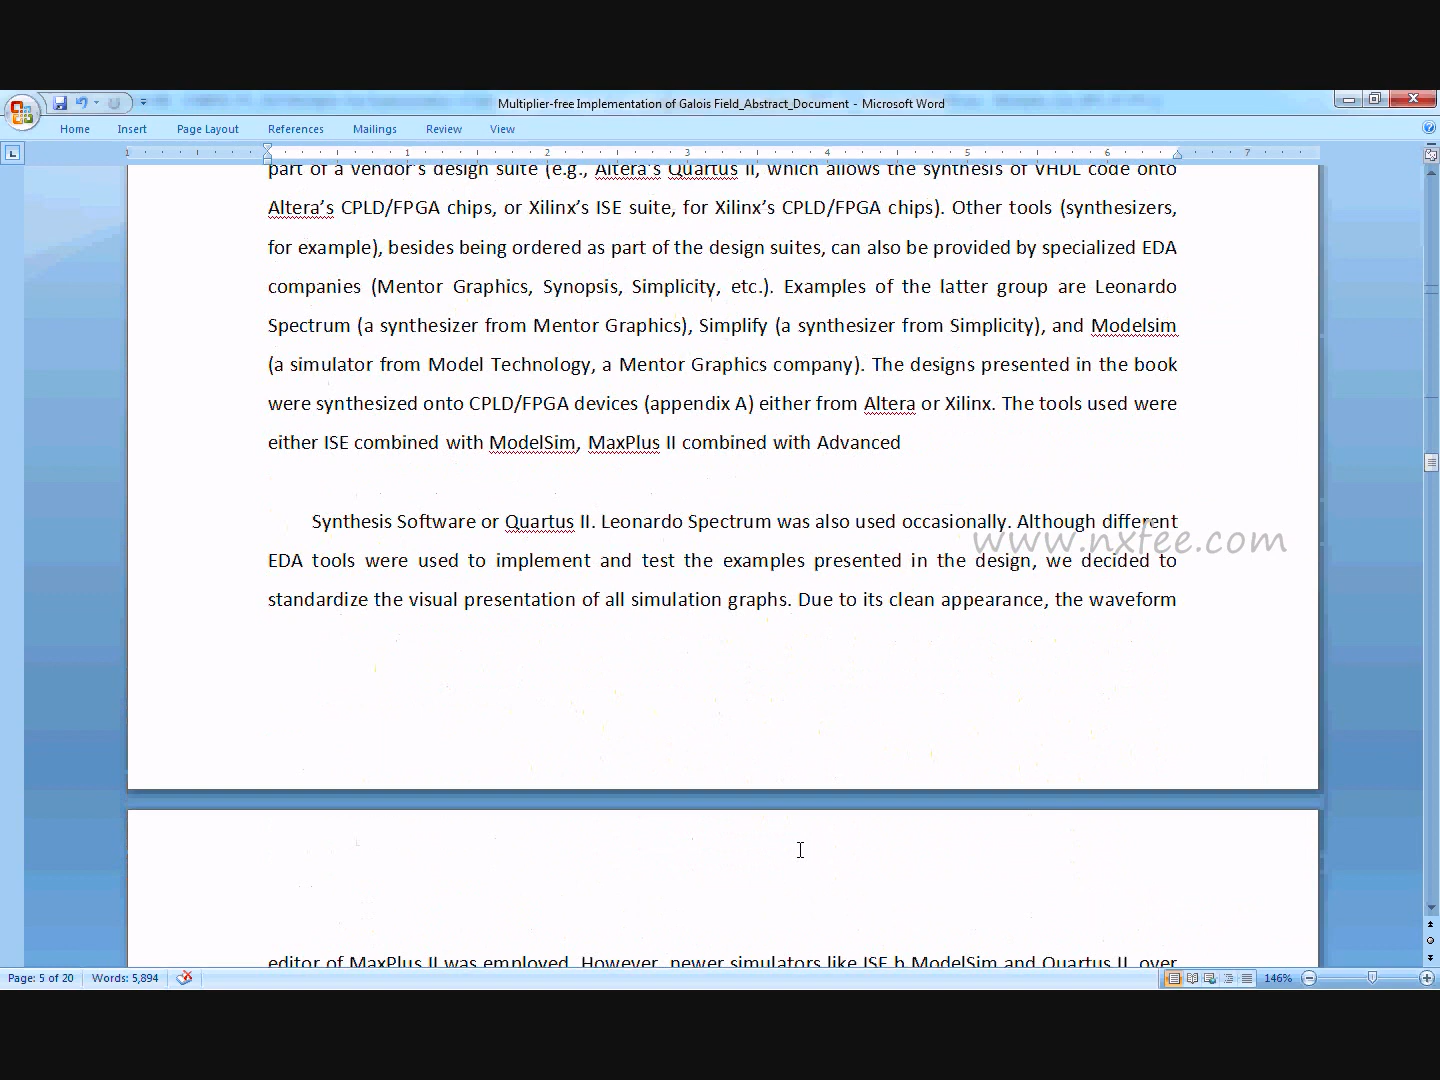 Multiplier-free Implementation of Galois Field_Abstract_Document - Microsoft Word
Home Insert Page Layout References Mailings Review View
1 1 2 3 4 5 6 7
part of a vendor's design suite (e.g., Altera's Quartus II, which allows the synthesis of VHDL code onto
Altera's CPLD/FPGA chips, or Xilinx's ISE suite, for Xilinx's CPLD/FPGA chips). Other tools (synthesizers,
for example), besides being ordered as part of the design suites, can also be provided by specialized EDA
companies (Mentor Graphics, Synopsis, Simplicity, etc.). Examples of the latter group are Leonardo
Spectrum (a synthesizer from Mentor Graphics), Simplify (a synthesizer from Simplicity), and Modelsim
(a simulator from Model Technology, a Mentor Graphics company). The designs presented in the book
were synthesized onto CPLD/FPGA devices (appendix A) either from Altera or Xilinx. The tools used were
either ISE combined with ModelSim, MaxPlus II combined with Advanced
Synthesis Software or Quartus II. Leonardo Spectrum was also used occasionally. Although different
www.nxfee.com
EDA tools were used to implement and test the examples presented in the design, we decided to
standardize the visual presentation of all simulation graphs. Due to its clean appearance, the waveform
editor of MaxPlus II was employed. However, newer simulators like ISE b ModelSim and Quartus II, over
Page: 5 of 20 Words: 5,894 146%